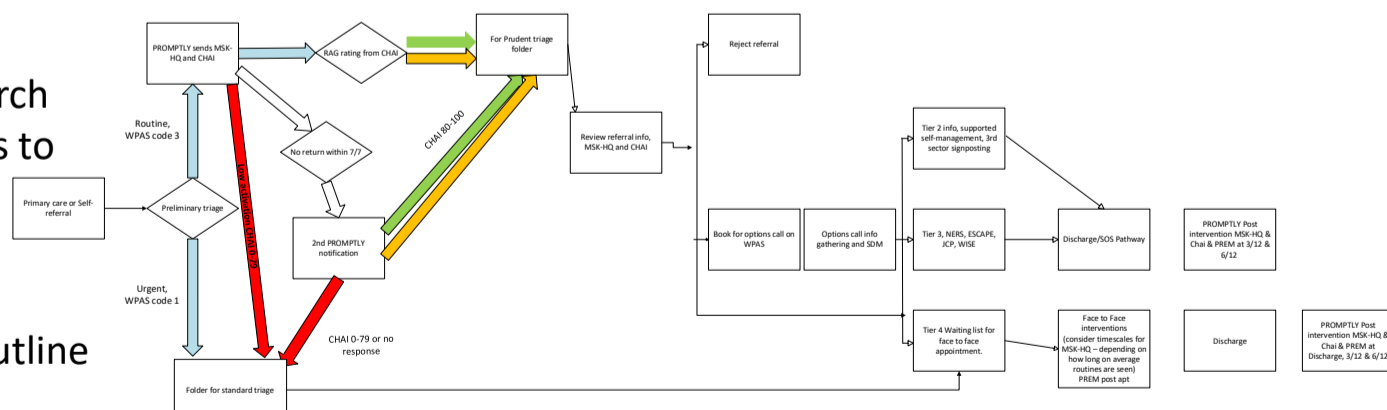 rch
s to
utline
Primary care or Self-
referral
Preliminary triage
Routine,
WPAS code 3
Urgent,
WPAS code 1
PROMPTLY sends MSK-
HQ and CHAI
RAG rating from CHAI
No return within 7/7
2nd PROMPTLY
notification
Low activation CHAI 0-79
CHAI 80-100
CHAI 0-79 or no
response
Folder for standard triage
For Prudent triage
folder
Review referral info,
MSK-HQ and CHAI
Reject referral
Book for options call on
WPAS
Options call info
gathering and SDM
Tier 2 info, supported
self-management, 3rd
sector signposting
Tier 3, NERS, ESCAPE,
JCP, WISE
Tier 4 Waiting list for
face to face
appointment.
Discharge/SOS Pathway
PROMPTLY Post
intervention MSK-HQ &
Chai & PREM at 3/12 &
6/12
Face to Face
interventions
(consider timescales for
MSK-HQ – depending on
how long on average
routines are seen)
PREM post apt
Discharge
PROMPTLY Post
intervention MSK-HQ &
Chai & PREM at
Discharge, 3/12 & 6/12